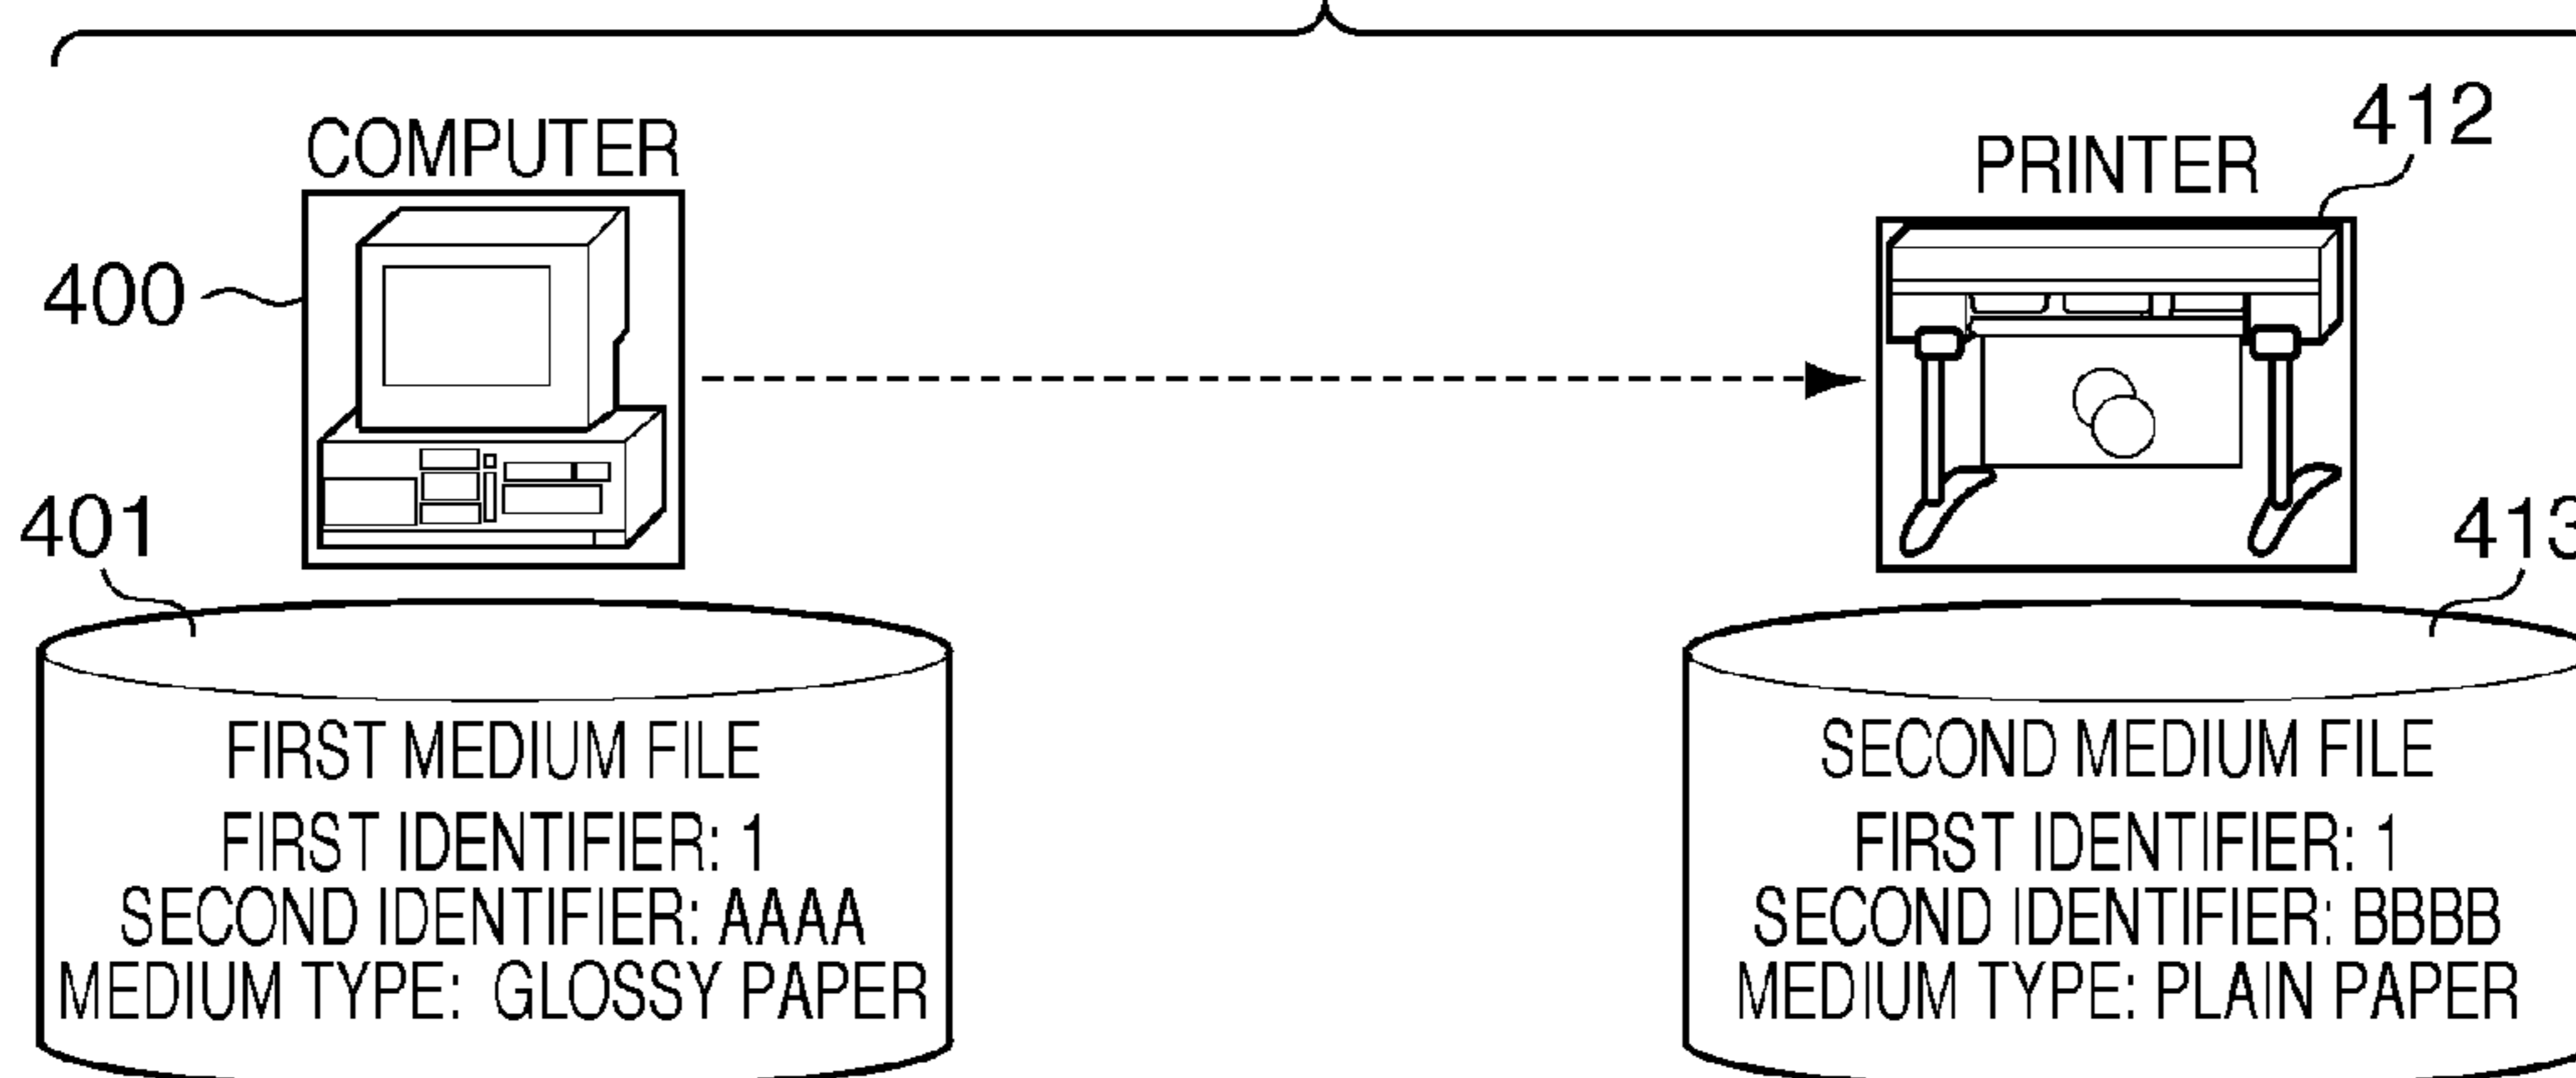 COMPUTER
400
PRINTER
412
401
FIRST MEDIUM FILE
FIRST IDENTIFIER: 1
SECOND IDENTIFIER: AAAA
MEDIUM TYPE: GLOSSY PAPER
413
SECOND MEDIUM FILE
FIRST IDENTIFIER: 1
SECOND IDENTIFIER: BBBB
MEDIUM TYPE: PLAIN PAPER